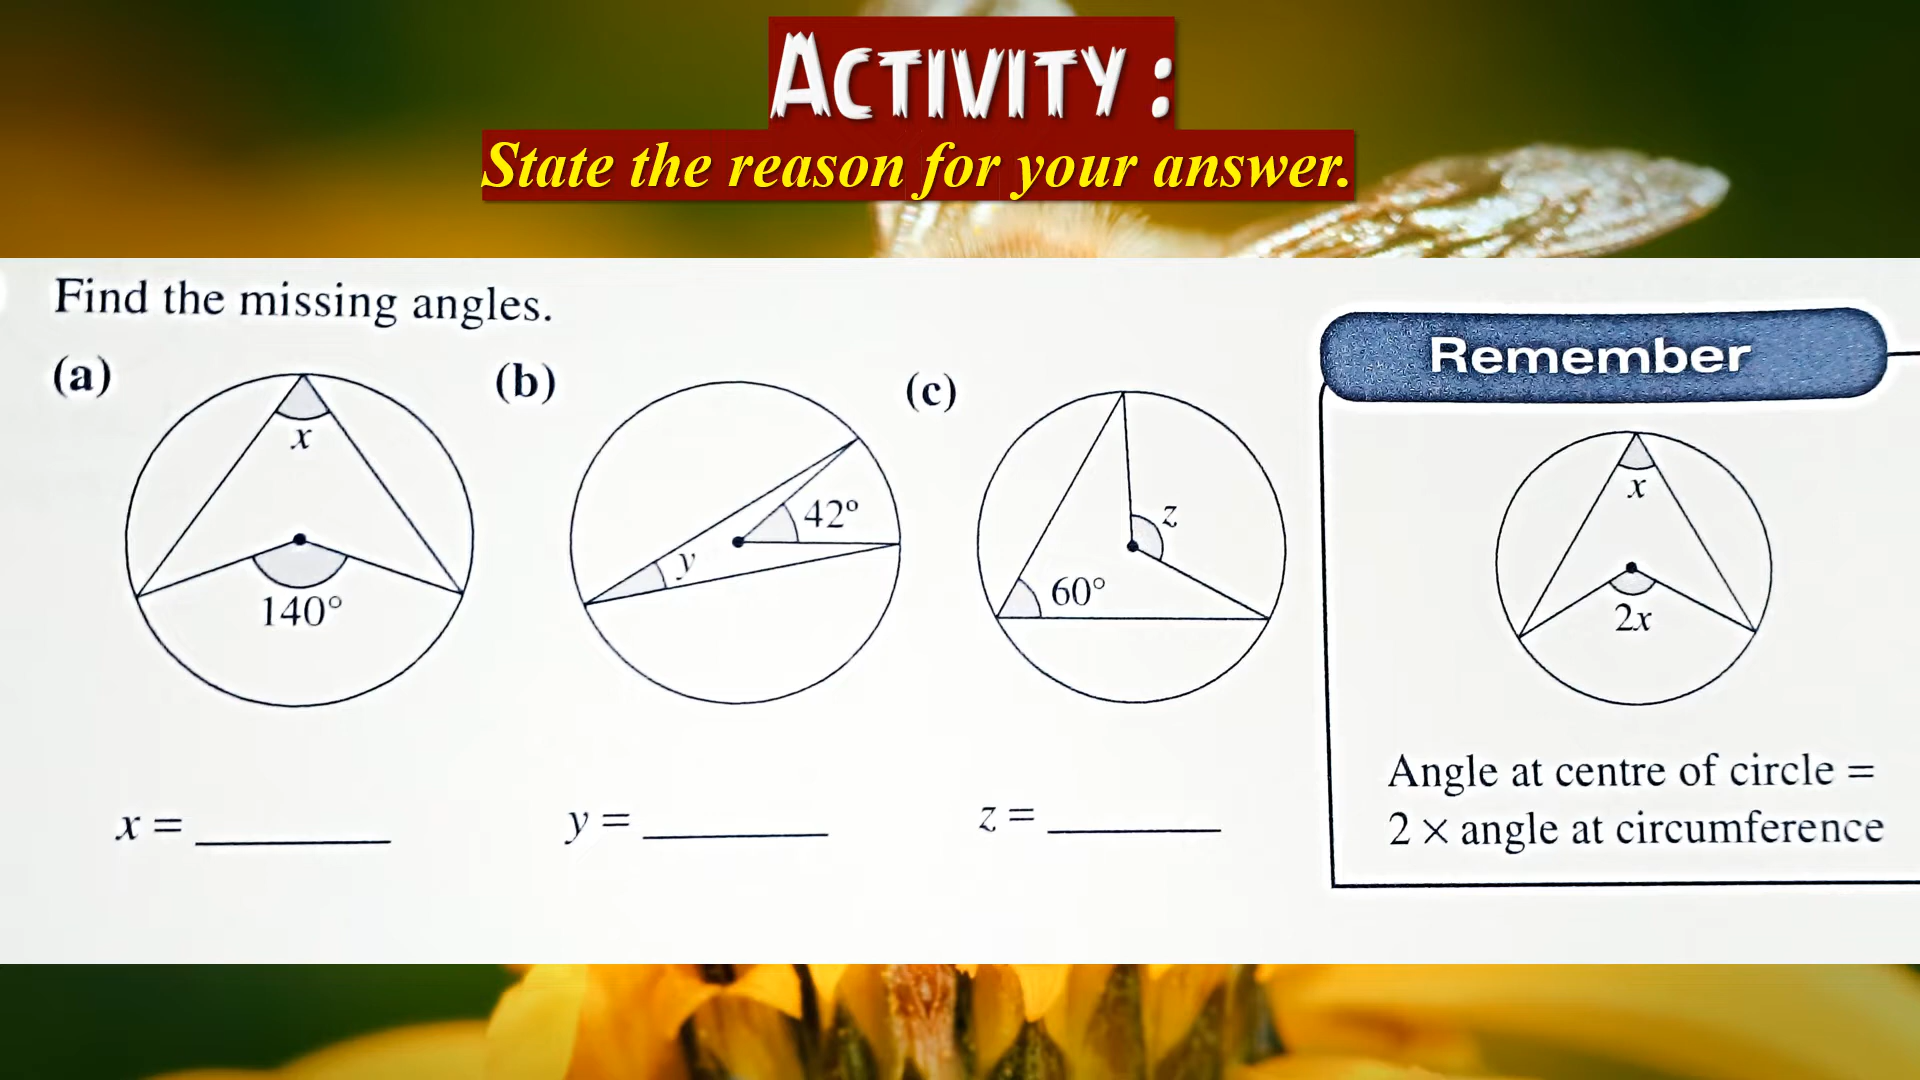 ACTIVITY :
State the reason for your answer.
Find the missing angles.
(a)
x
140°
x =
(b)
42°
y
y =
(c)
z
60°
z =
Remember
x
2x
Angle at centre of circle =
2 × angle at circumference